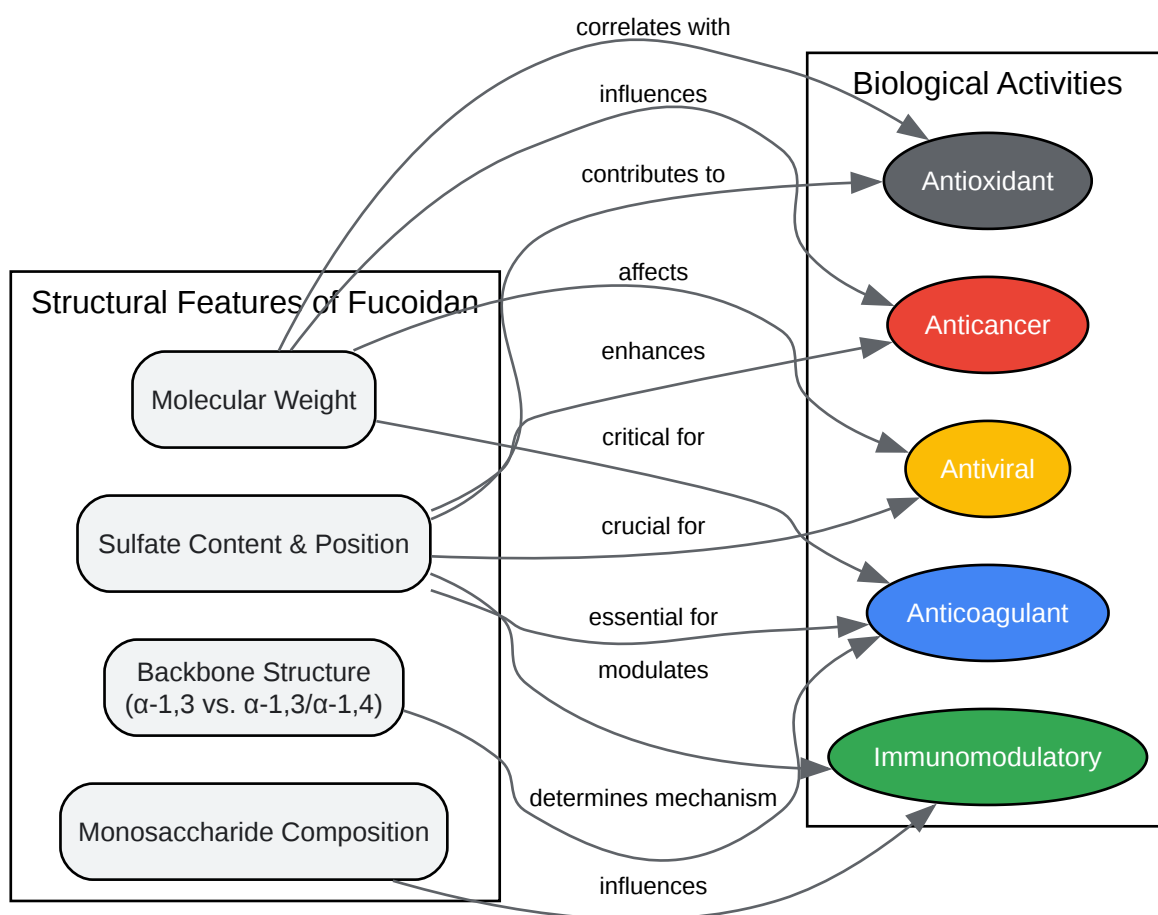 correlates with
Biological Activities
influences
Antioxidant
contributes to
affects
Structural Features of Fucoidan
Anticancer
enhances
Molecular Weight
critical for
Antiviral
crucial for
Sulfate Content & Position
Anticoagulant
essential for
modulates
Backbone Structure
(α-1,3 vs. α-1,3/α-1,4)
Immunomodulatory
determines mechanism
Monosaccharide Composition
influences